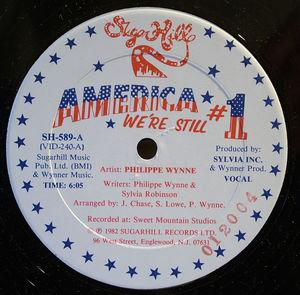 Sugar Hill
AMERICA #1
WE'RE STILL
SH-589-A
(VID-240-A)
Sugarhill Music
Pub. Ltd. (BMI)
& Wynner Music.
TIME: 6:05
Produced by:
SYLVIA INC.
& Wynner Prod.
VOCAL
Artist: PHILIPPE WYNNE
Writers: Philippe Wynne &
Sylvia Robinson
Arranged by: J. Chase, S. Lowe, P. Wynne.
Recorded at: Sweet Mountain Studios
© ℗ 1982 SUGARHILL RECORDS LTD.
96 West Street, Englewood, N.J. 07631
012004